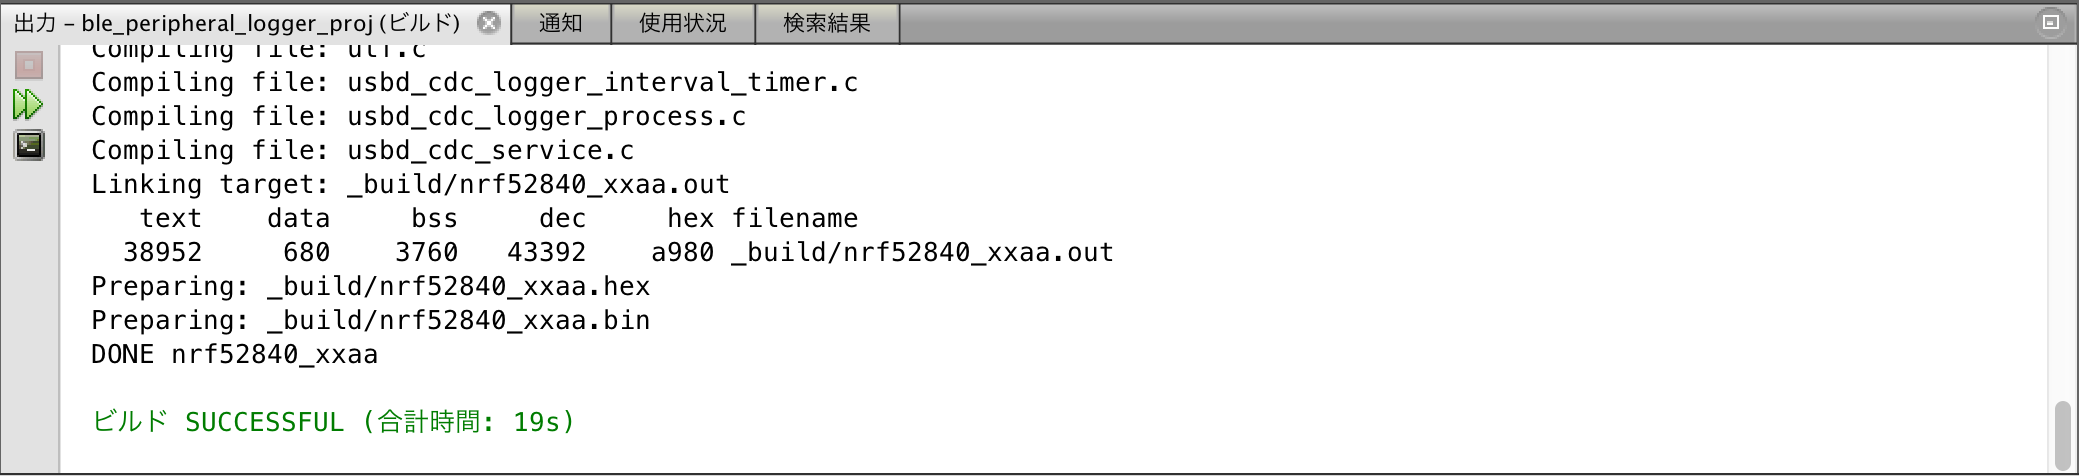 出力 – ble_peripheral_logger_proj (ビルド) 通知 使用状況 検索結果
Compiling file: utf.c
Compiling file: usbd_cdc_logger_interval_timer.c
Compiling file: usbd_cdc_logger_process.c
Compiling file: usbd_cdc_service.c
Linking target: _build/nrf52840_xxaa.out
   text    data     bss     dec     hex filename
  38952     680    3760   43392    a980 _build/nrf52840_xxaa.out
Preparing: _build/nrf52840_xxaa.hex
Preparing: _build/nrf52840_xxaa.bin
DONE nrf52840_xxaa
ビルド SUCCESSFUL (合計時間: 19s)